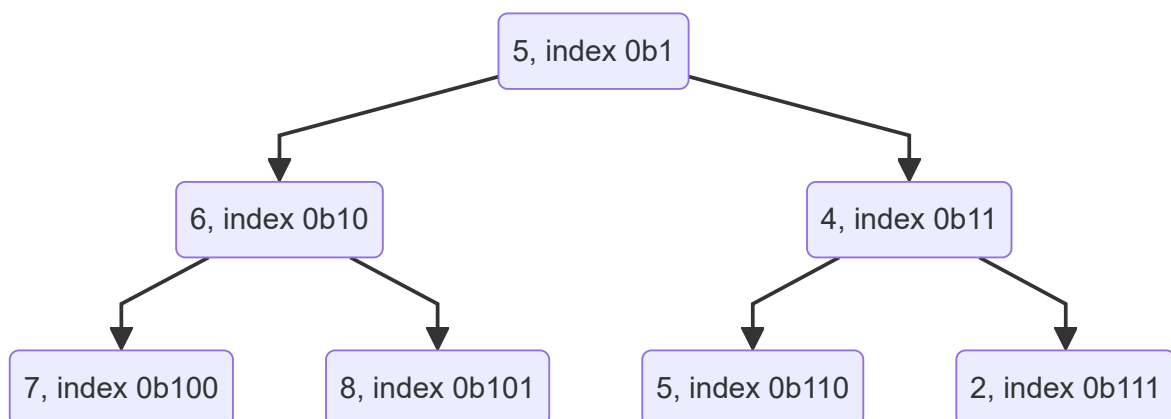 5, index 0b1
6, index 0b10
4, index 0b11
7, index 0b100
8, index 0b101
5, index 0b110
2, index 0b111